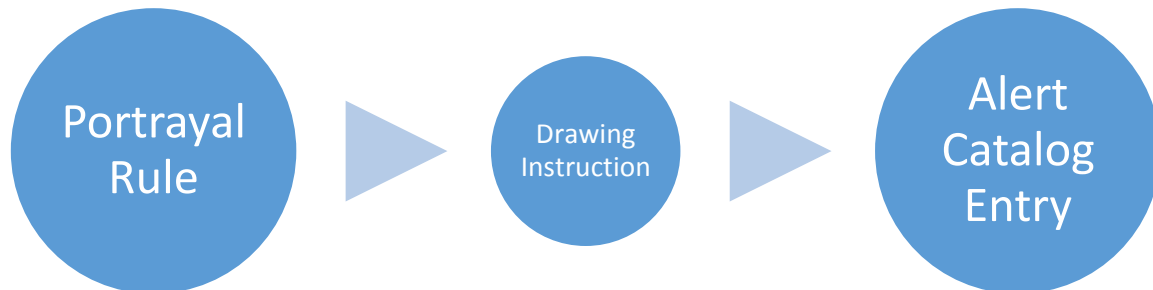 Portrayal
Rule
Drawing
Instruction
Alert
Catalog
Entry